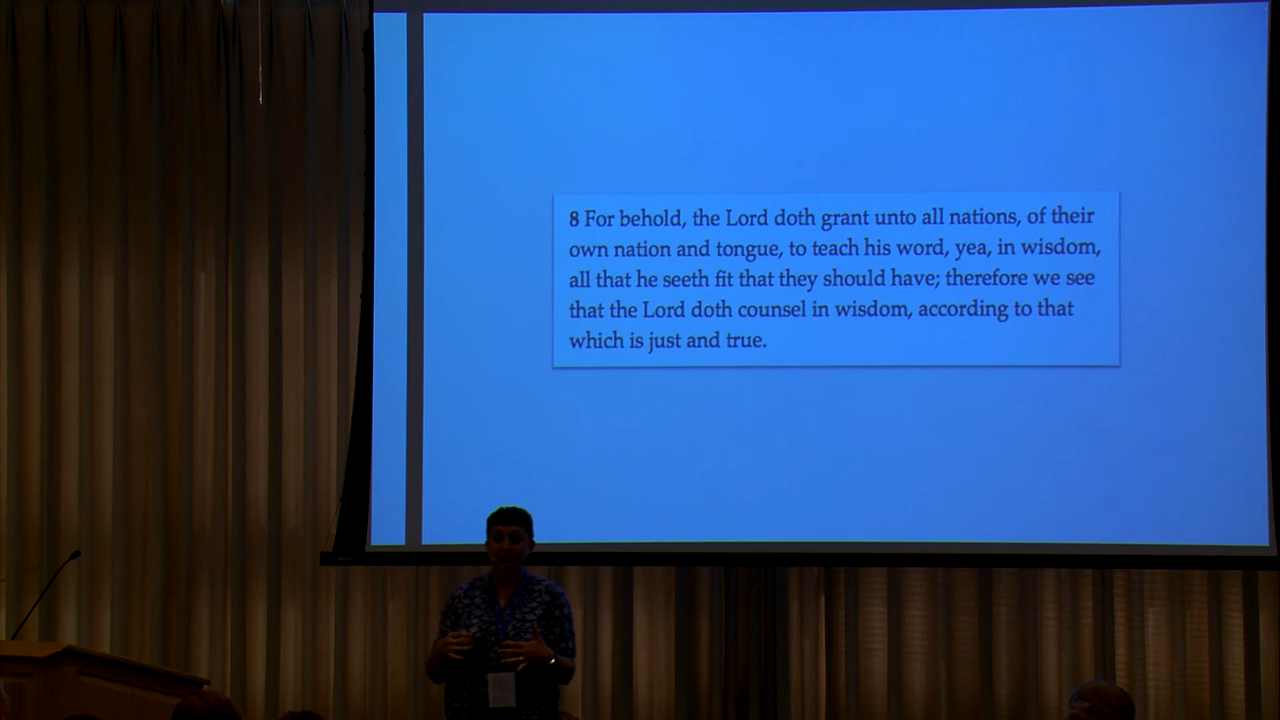 8 For behold, the Lord doth grant unto all nations, of their
own nation and tongue, to teach his word, yea, in wisdom,
all that he seeth fit that they should have; therefore we see
that the Lord doth counsel in wisdom, according to that
which is just and true.